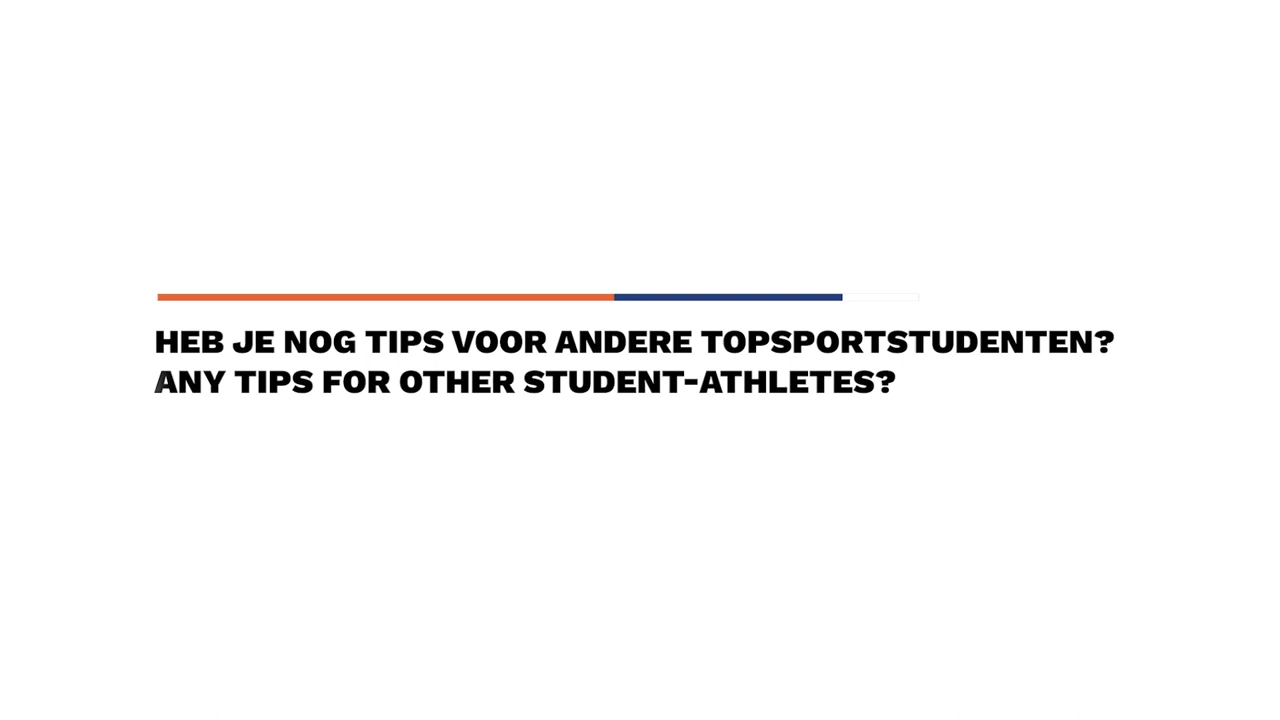 HEB JE NOG TIPS VOOR ANDERE TOPSPORTSTUDENTEN?
ANY TIPS FOR OTHER STUDENT-ATHLETES?